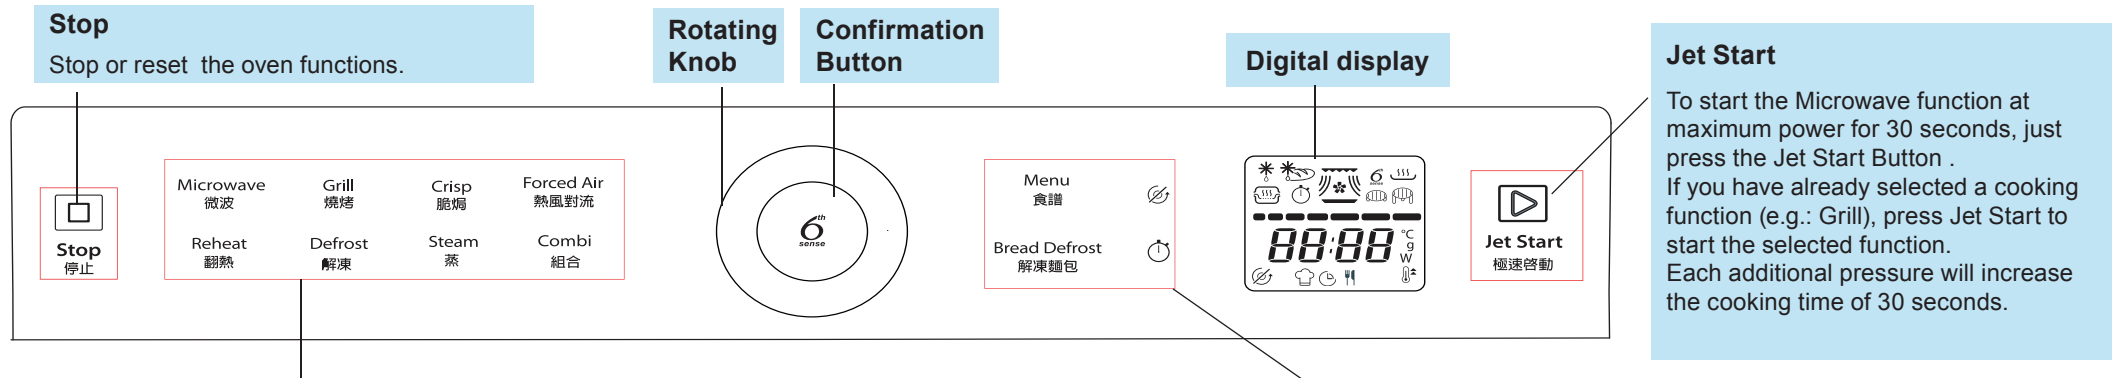 Stop
Stop or reset  the oven functions.
Rotating
Knob
Confirmation
Button
Digital display
Jet Start
To start the Microwave function at
maximum power for 30 seconds, just
press the Jet Start Button .
If you have already selected a cooking
function (e.g.: Grill), press Jet Start to
start the selected function.
Each additional pressure will increase
the cooking time of 30 seconds.
Stop
停止
Microwave
微波
Grill
燒烤
Crisp
脆焗
Forced Air
熱風對流
Reheat
翻熱
Defrost
解凍
Steam
蒸
Combi
組合
6th
sense
Menu
食譜
Bread Defrost
解凍麵包
6th
sense
88:88
°C
g
W
Jet Start
極速啓動